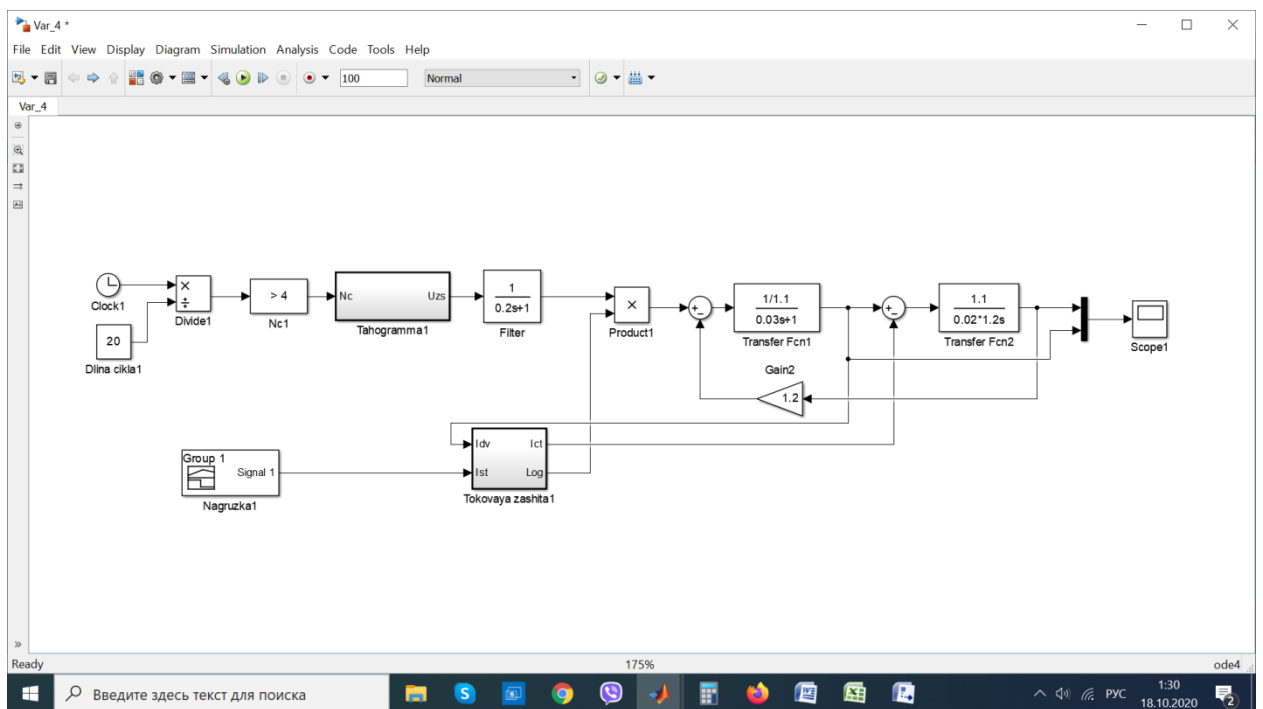 Var_4 *
File Edit View Display Diagram Simulation Analysis Code Tools Help
100 Normal
Var_4
Clock1
×
÷
Divide1
20
Dlina cikla1
> 4
Nc1
Nc Uzs
Tahogramma1
1
0.2s+1
Filter
×
Product1
+
-
1/1.1
0.03s+1
Transfer Fcn1
+
-
1.1
0.02*1.2s
Transfer Fcn2
Scope1
Gain2
1.2
Idv Ict
Ist Log
Tokovaya zashita1
Group 1
Signal 1
Nagruzka1
Ready 175% ode4
Введите здесь текст для поиска
РУС
1:30
18.10.2020
2